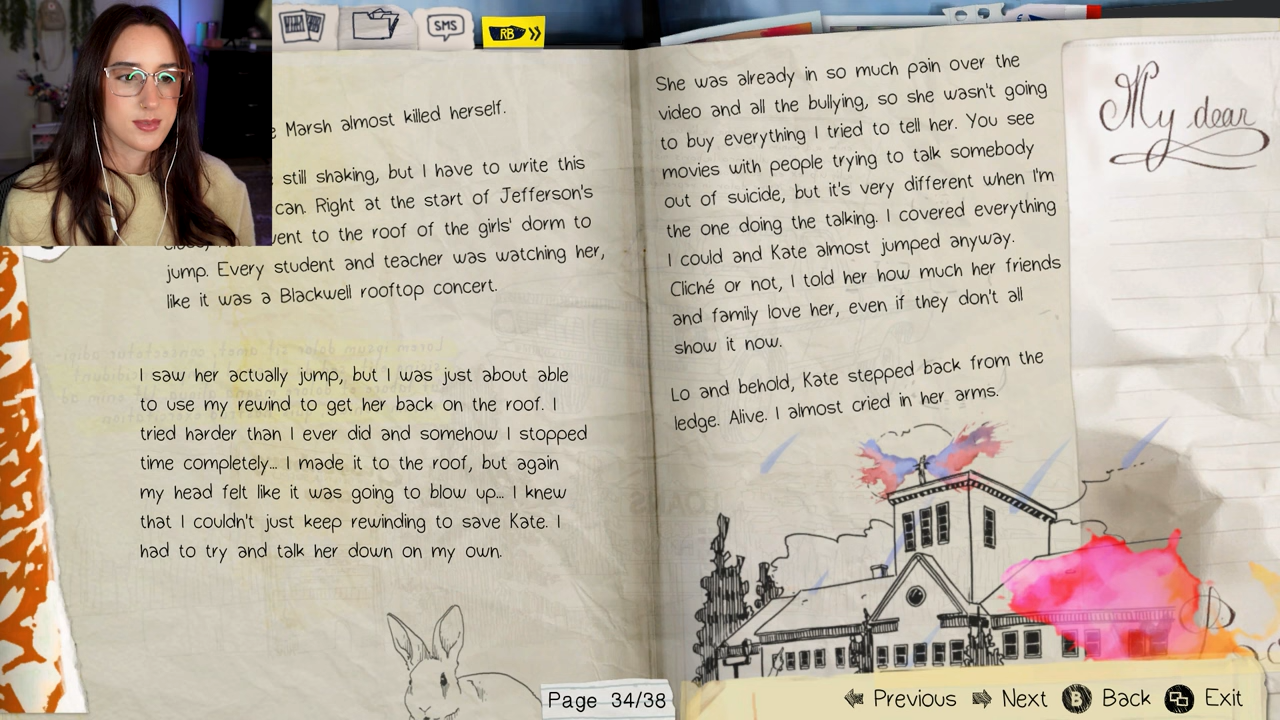 SMS
RB
Marsh almost killed herself.
still shaking, but I have to write this
can. Right at the start of Jefferson's
went to the roof of the girls' dorm to
jump. Every student and teacher was watching her,
like it was a Blackwell rooftop concert.
I saw her actually jump, but I was just about able
to use my rewind to get her back on the roof. I
tried harder than I ever did and somehow I stopped
time completely... I made it to the roof, but again
my head felt like it was going to blow up... I knew
that I couldn't just keep rewinding to save Kate. I
had to try and talk her down on my own.
She was already in so much pain over the
video and all the bullying, so she wasn't going
to buy everything I tried to tell her. You see
movies with people trying to talk somebody
out of suicide, but it's very different when I'm
the one doing the talking. I covered everything
I could and Kate almost jumped anyway.
Cliché or not, I told her how much her friends
and family love her, even if they don't all
show it now.
Lo and behold, Kate stepped back from the
ledge. Alive. I almost cried in her arms.
My dear
Page 34/38
Previous Next B Back Exit